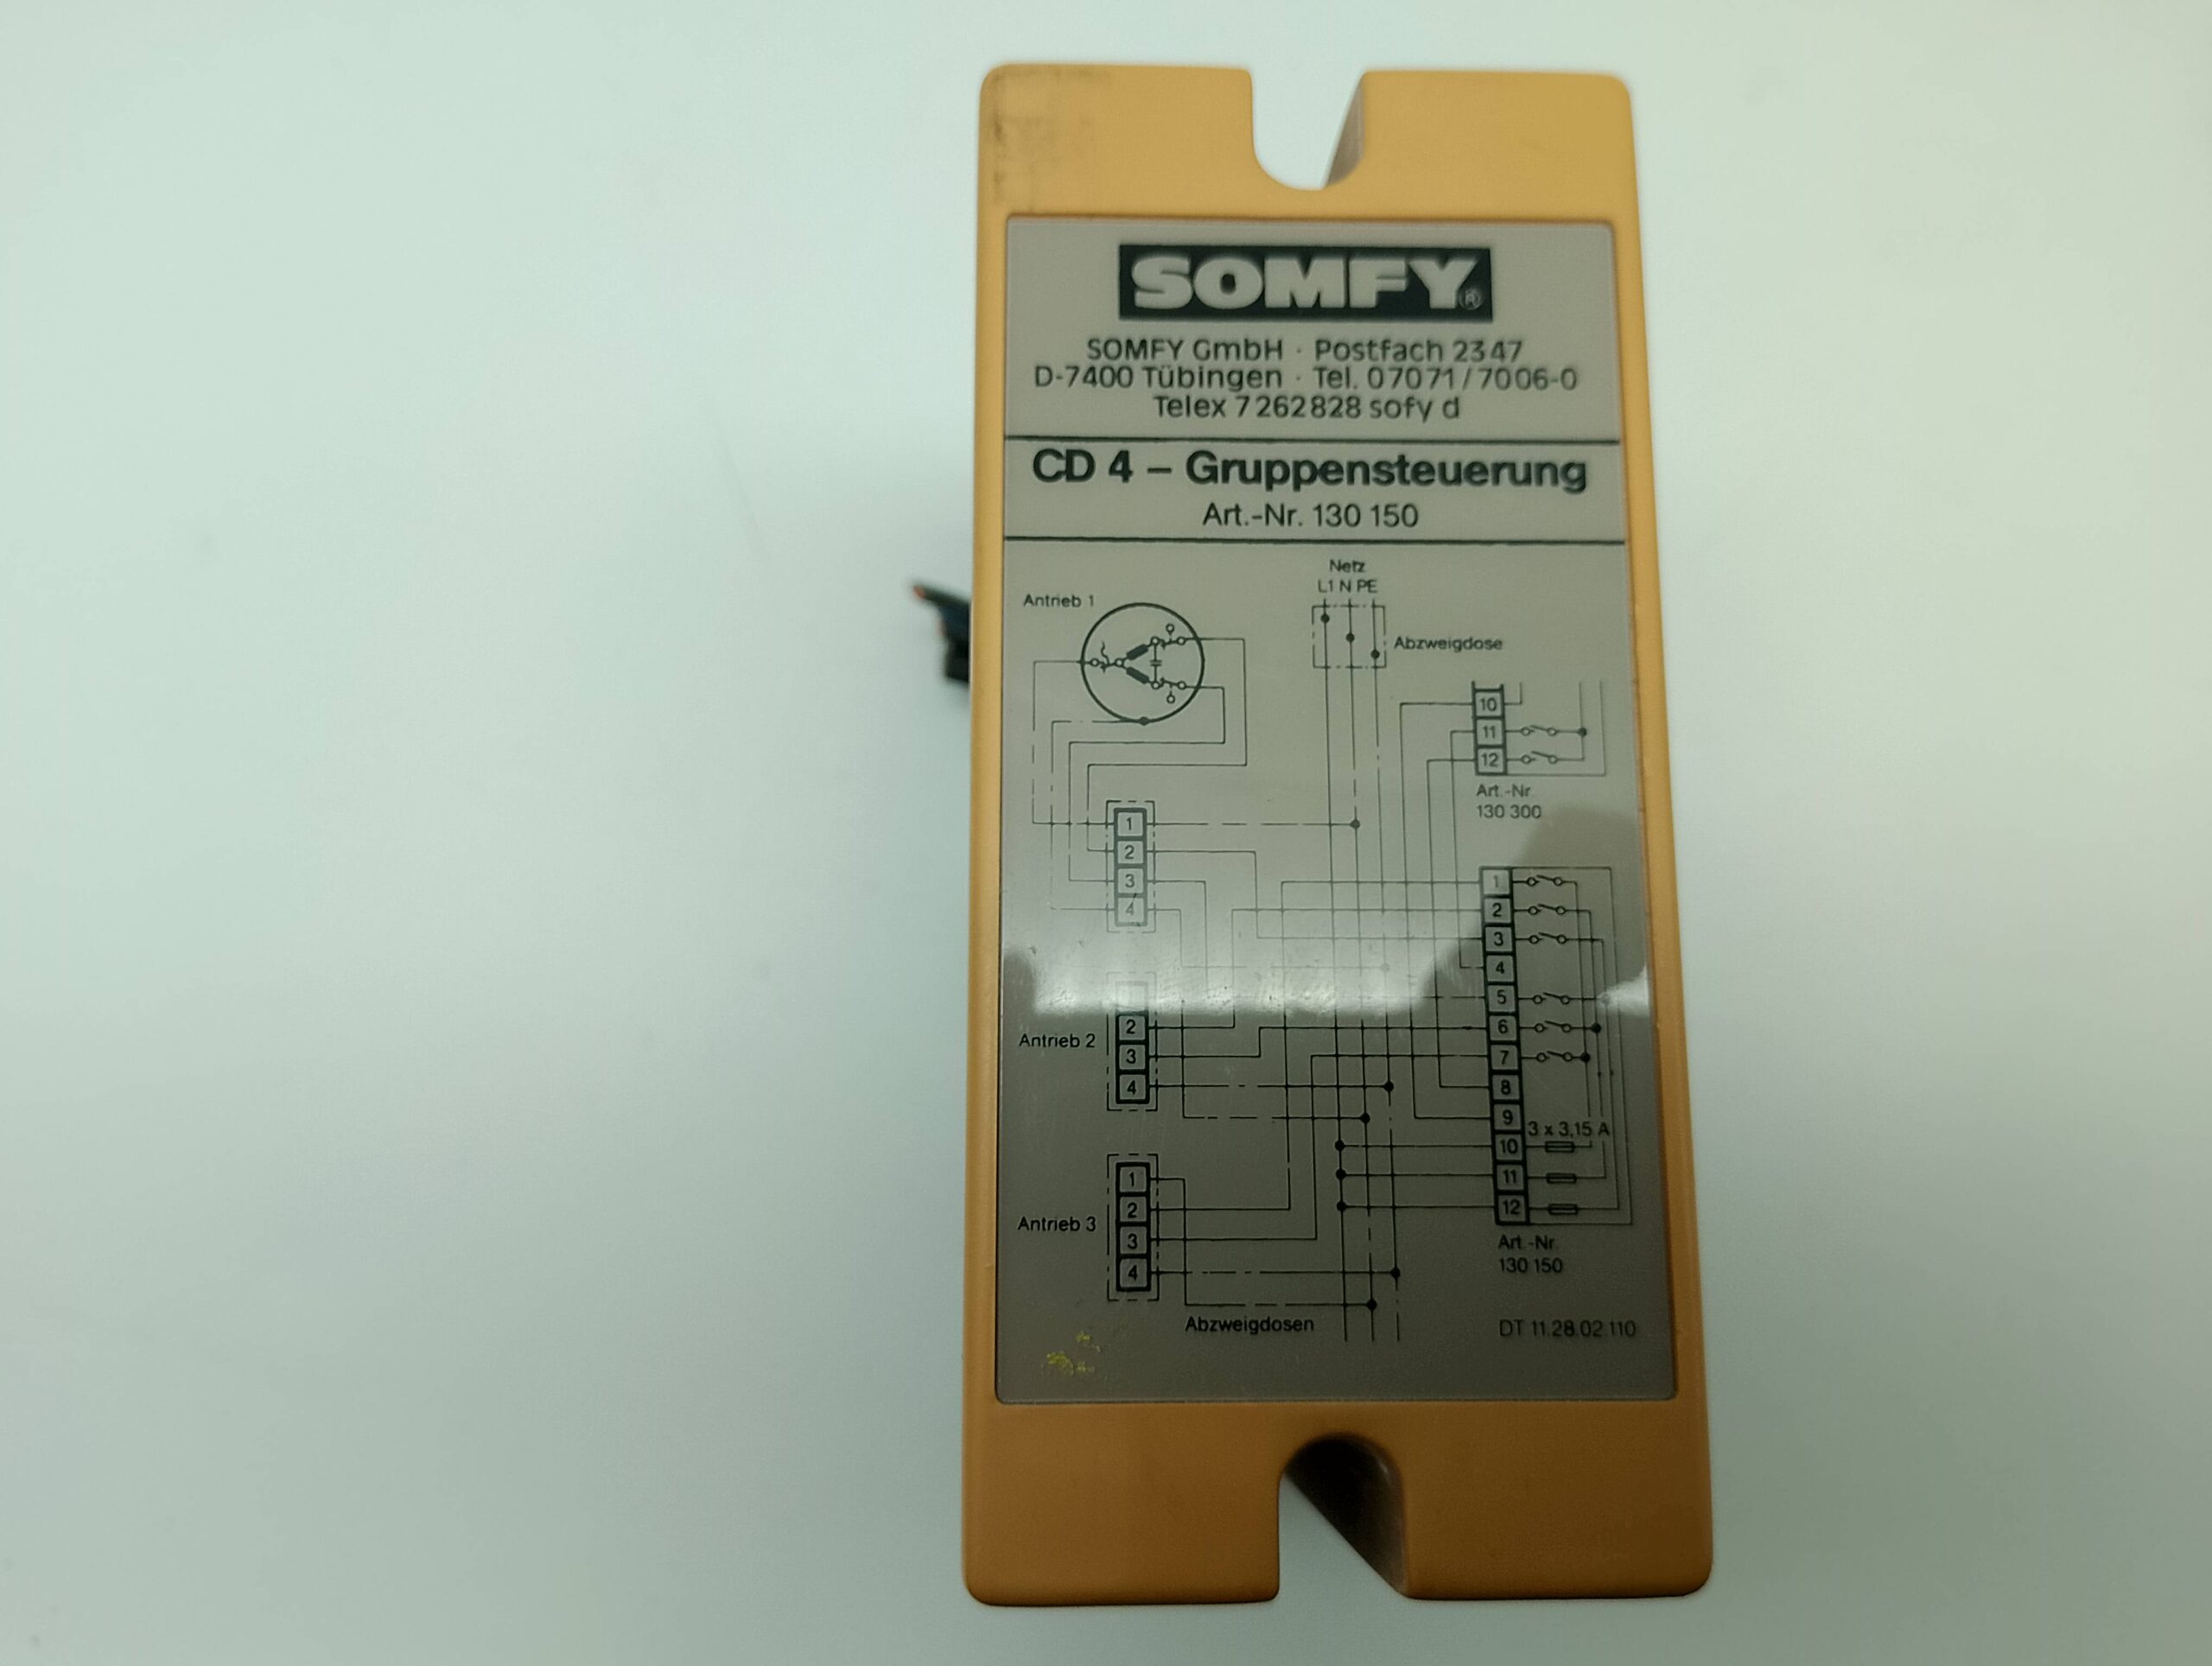 SOMFY®
SOMFY GmbH · Postfach 2347
D-7400 Tübingen · Tel. 07071/7006-0
Telex 7262828 sofy d
CD 4 – Gruppensteuerung
Art.-Nr. 130 150
Netz
L1 N PE
Antrieb 1
Abzweigdose
10
11
12
Art.-Nr.
130 300
1
2
3
4
1
2
3
4
5
6
7
8
9
10
11
12
3 x 3,15 A
Antrieb 2
2
3
4
Antrieb 3
1
2
3
4
Art.-Nr.
130 150
Abzweigdosen
DT 11.28.02.110